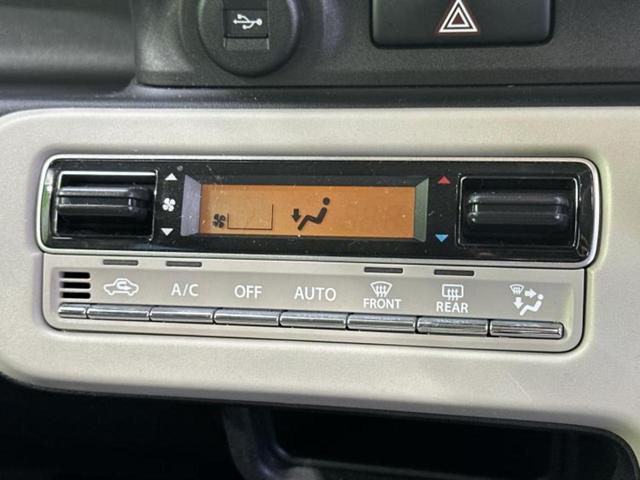 A/C OFF AUTO FRONT REAR